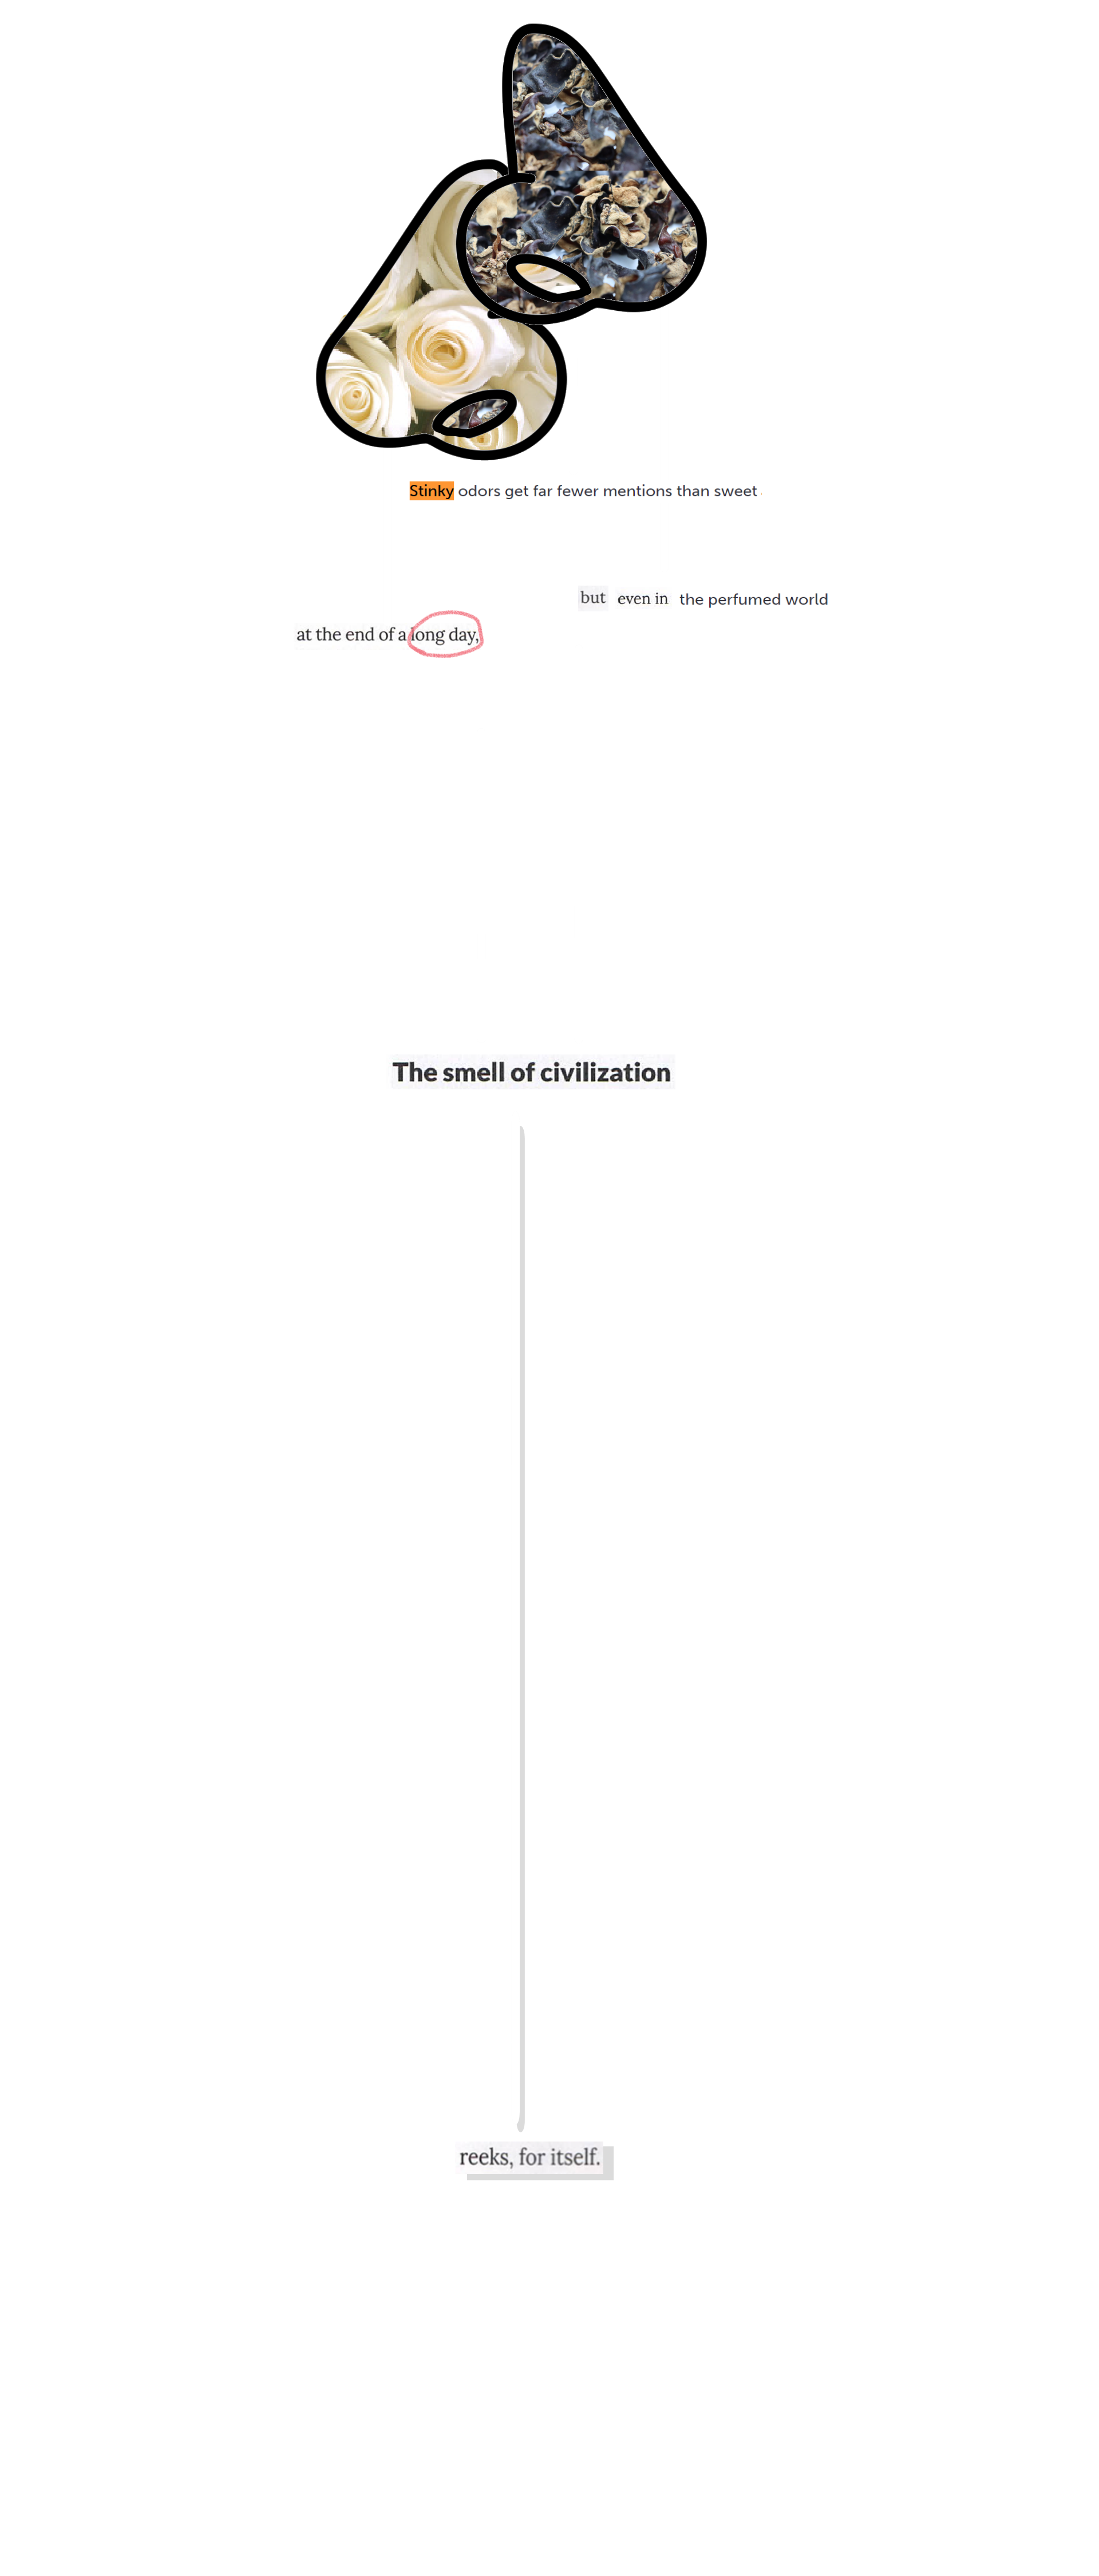 Stinky odors get far fewer mentions than sweet
but even in the perfumed world
at the end of a long day,
The smell of civilization
reeks, for itself.